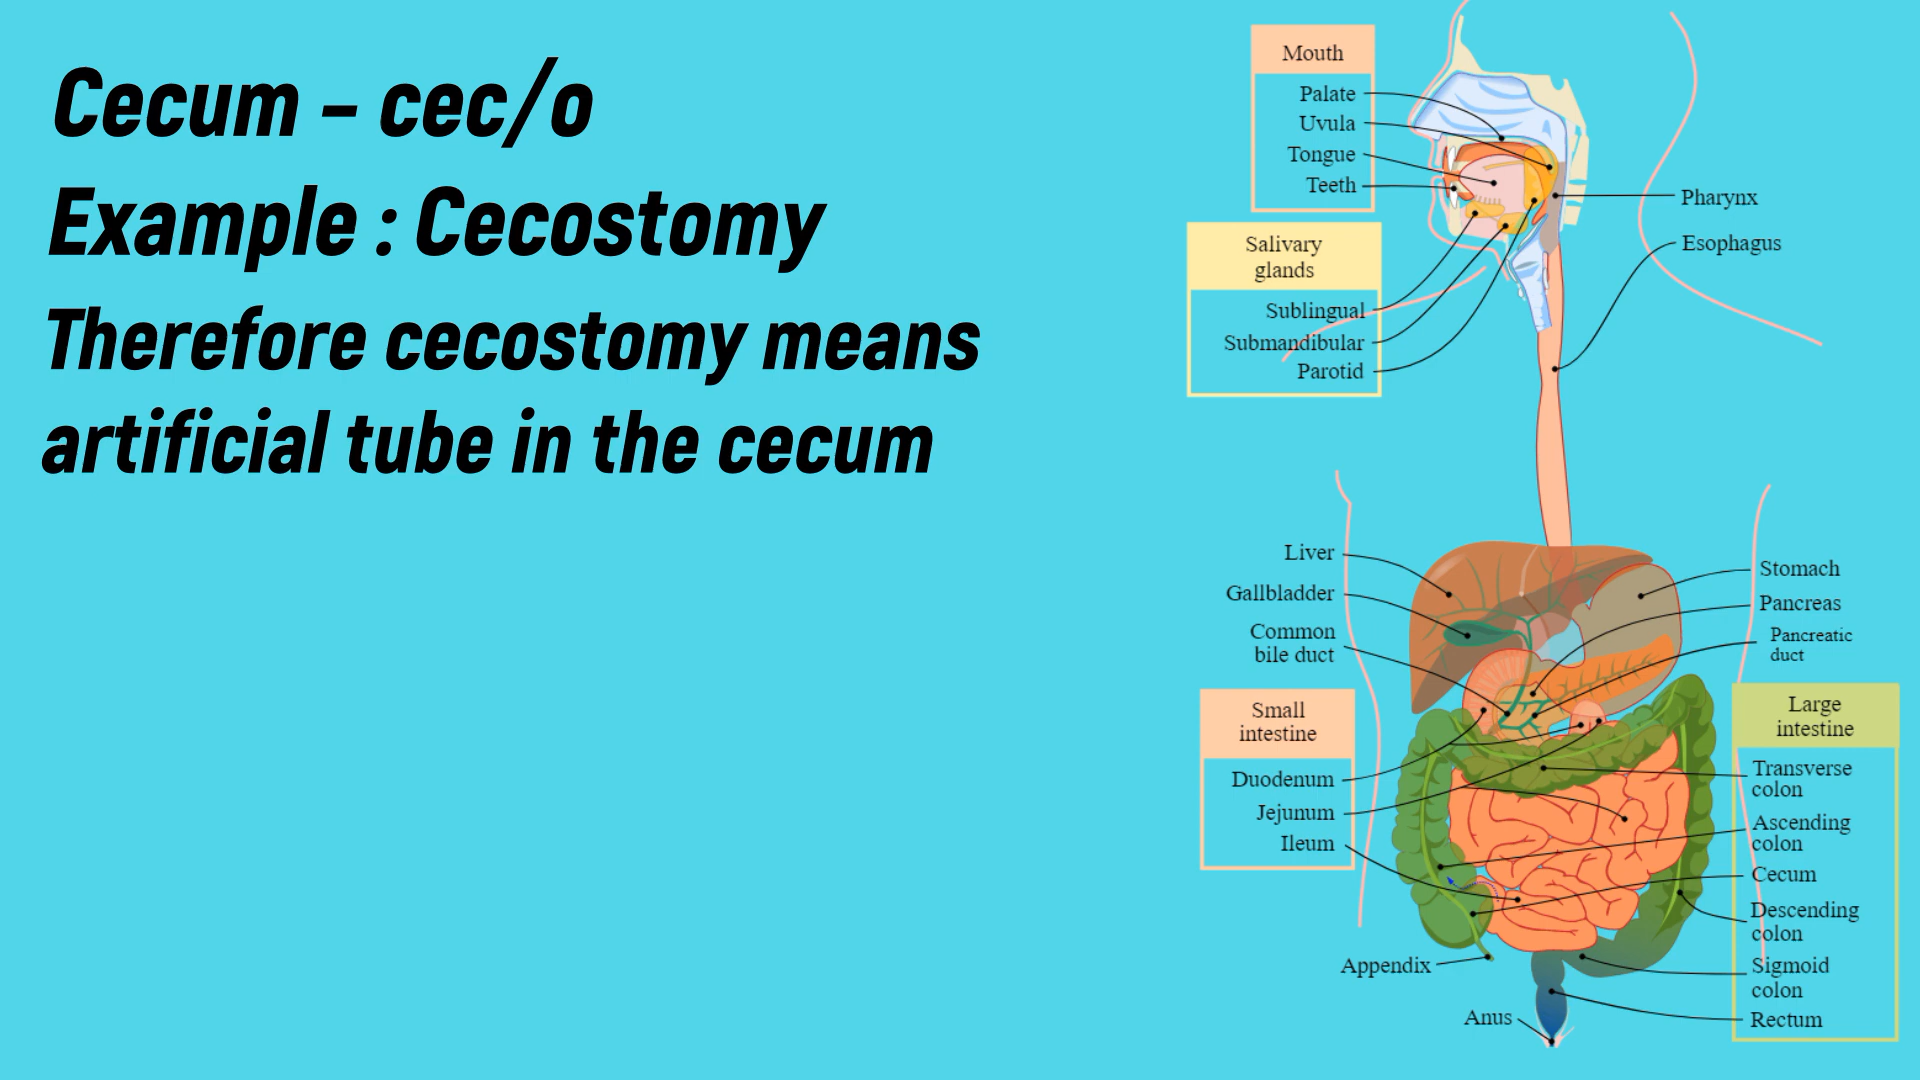 Cecum – cec/o
Example : Cecostomy
Therefore cecostomy means
artificial tube in the cecum
Mouth
Palate
Uvula
Tongue
Teeth
Salivary
glands
Sublingual
Submandibular
Parotid
Pharynx
Esophagus
Liver
Gallbladder
Common
bile duct
Stomach
Pancreas
Pancreatic
duct
Small
intestine
Duodenum
Jejunum
Ileum
Large
intestine
Transverse
colon
Ascending
colon
Cecum
Descending
colon
Sigmoid
colon
Rectum
Appendix
Anus